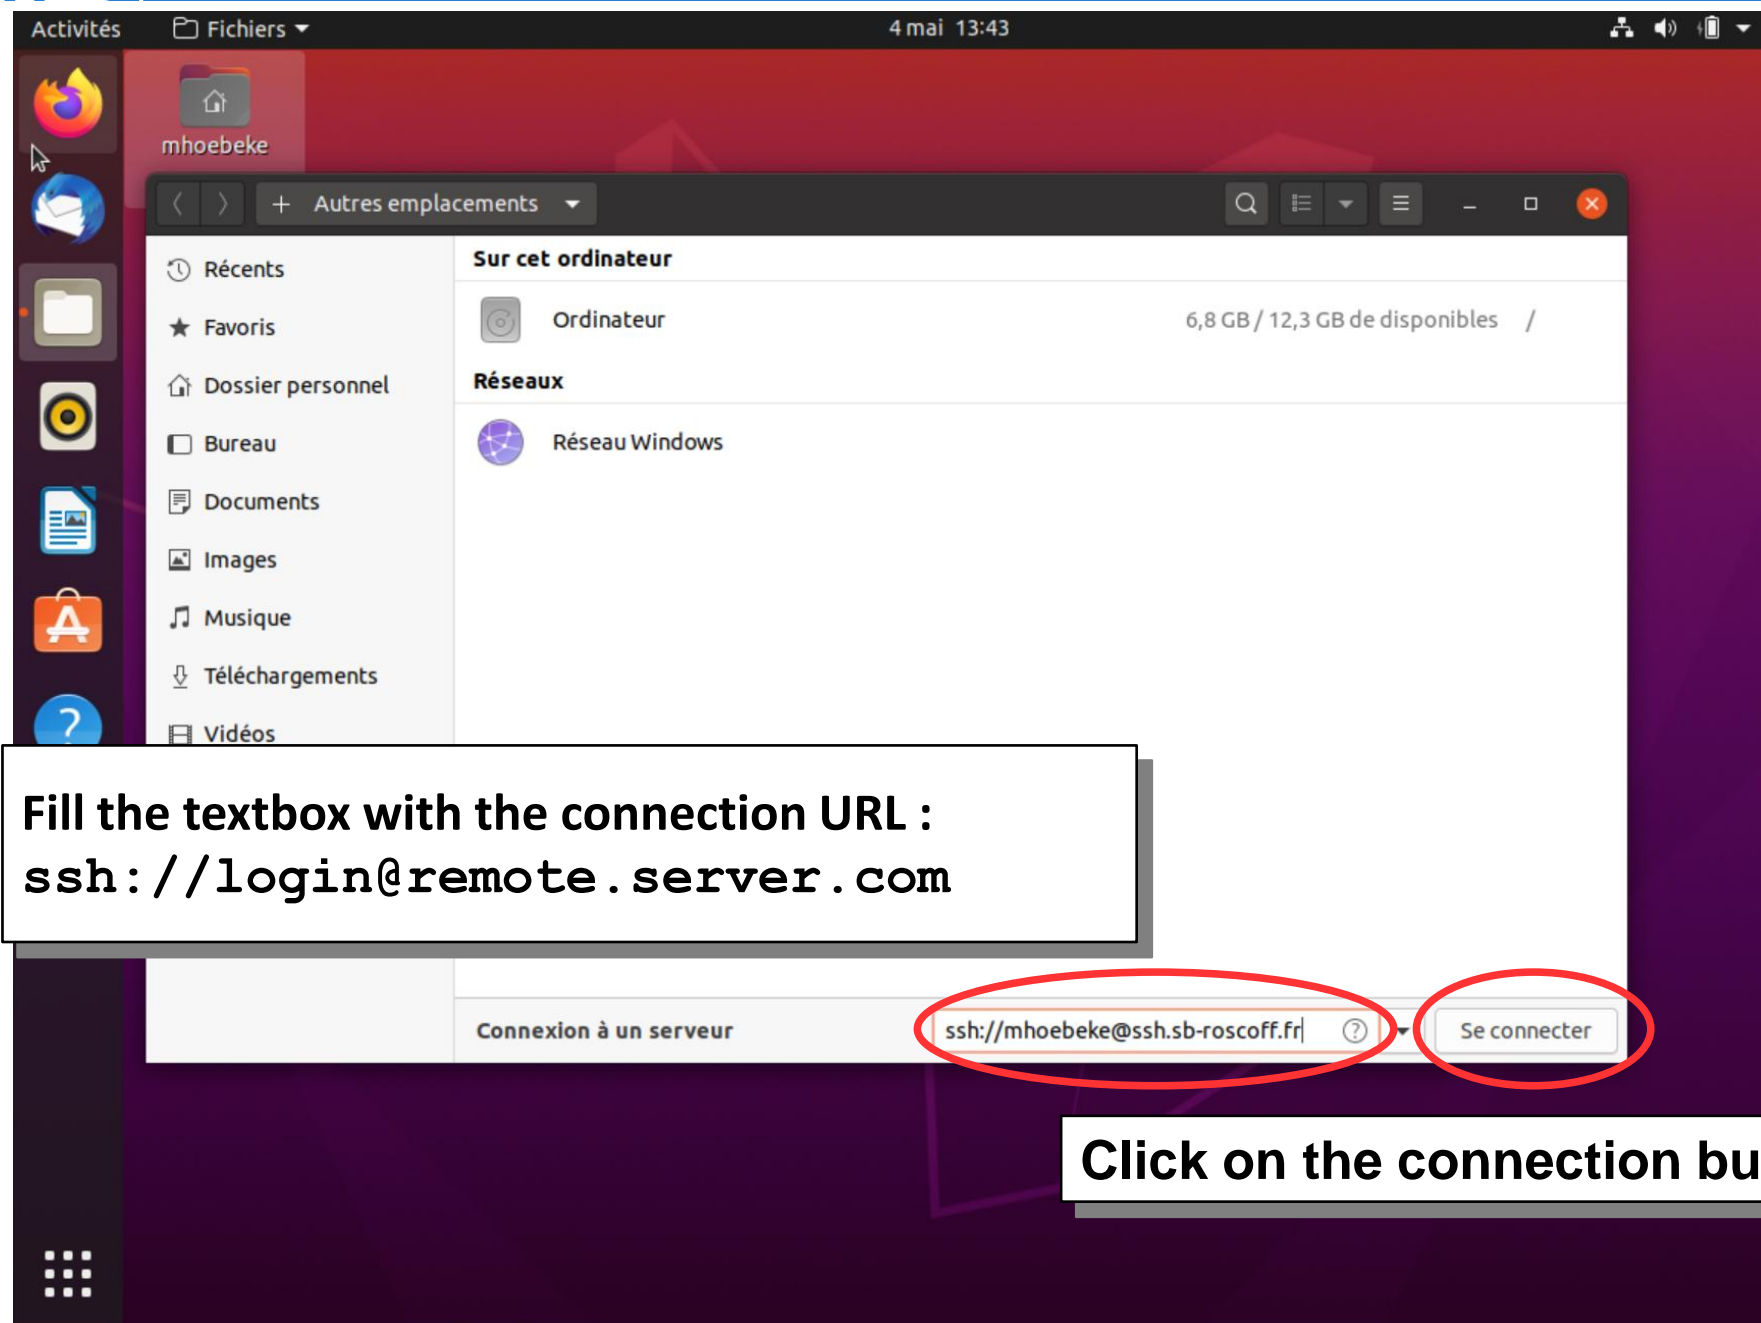 Activités Fichiers 4 mai 13:43
mhoebeke
+ Autres emplacements
Récents
Favoris
Dossier personnel
Bureau
Documents
Images
Musique
Téléchargements
Vidéos
Sur cet ordinateur
Ordinateur 6,8 GB / 12,3 GB de disponibles /
Réseaux
Réseau Windows
Fill the textbox with the connection URL :
ssh://login@remote.server.com
Connexion à un serveur ssh://mhoebeke@ssh.sb-roscoff.fr Se connecter
Click on the connection bu